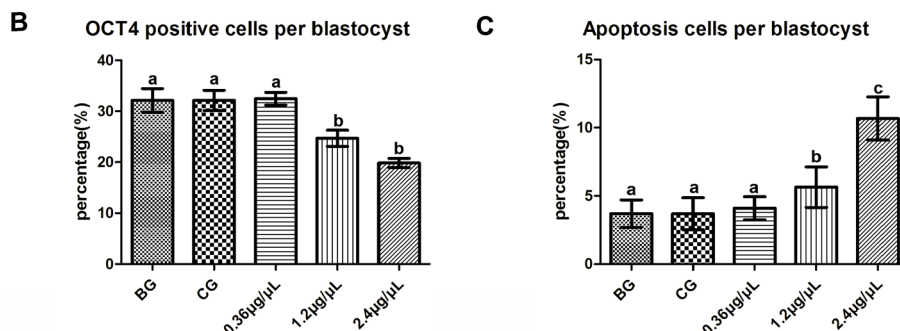 B
OCT4 positive cells per blastocyst
percentage(%)
40
30
20
10
0
a
a
a
b
b
BG
CG
0.36µg/µL
1.2µg/µL
2.4µg/µL
C
Apoptosis cells per blastocyst
percentage(%)
15
10
5
0
a
a
a
b
c
BG
CG
0.36µg/µL
1.2µg/µL
2.4µg/µL